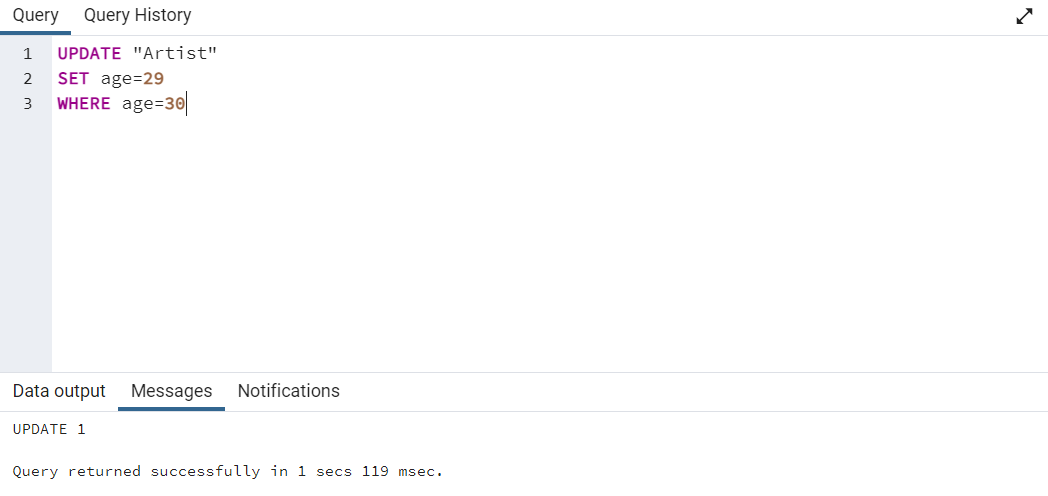 Query Query History
1 UPDATE "Artist"
2 SET age=29
3 WHERE age=30
Data output Messages Notifications
UPDATE 1
Query returned successfully in 1 secs 119 msec.